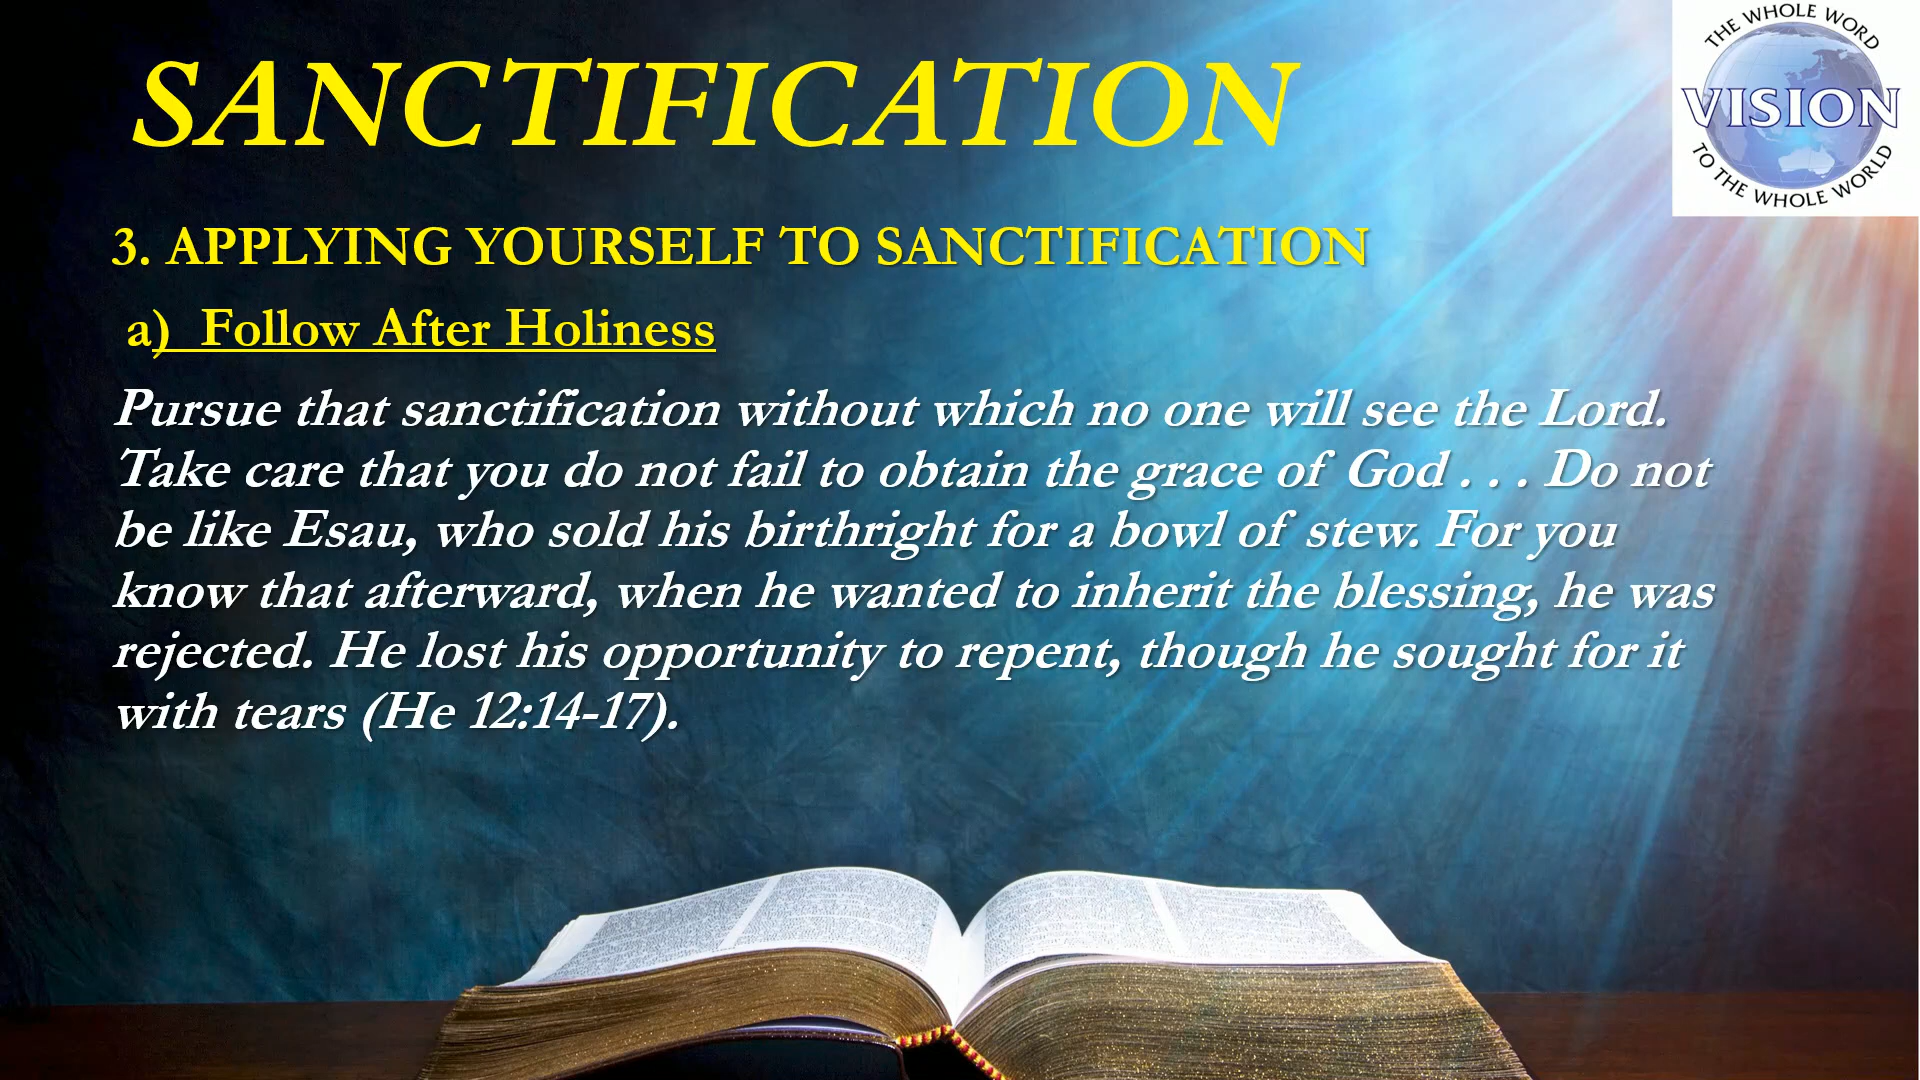 SANCTIFICATION
THE WHOLE WORD
VISION
TO THE WHOLE WORLD
3. APPLYING YOURSELF TO SANCTIFICATION
a) Follow After Holiness
Pursue that sanctification without which no one will see the Lord.
Take care that you do not fail to obtain the grace of God . . . Do not
be like Esau, who sold his birthright for a bowl of stew. For you
know that afterward, when he wanted to inherit the blessing, he was
rejected. He lost his opportunity to repent, though he sought for it
with tears (He 12:14-17).